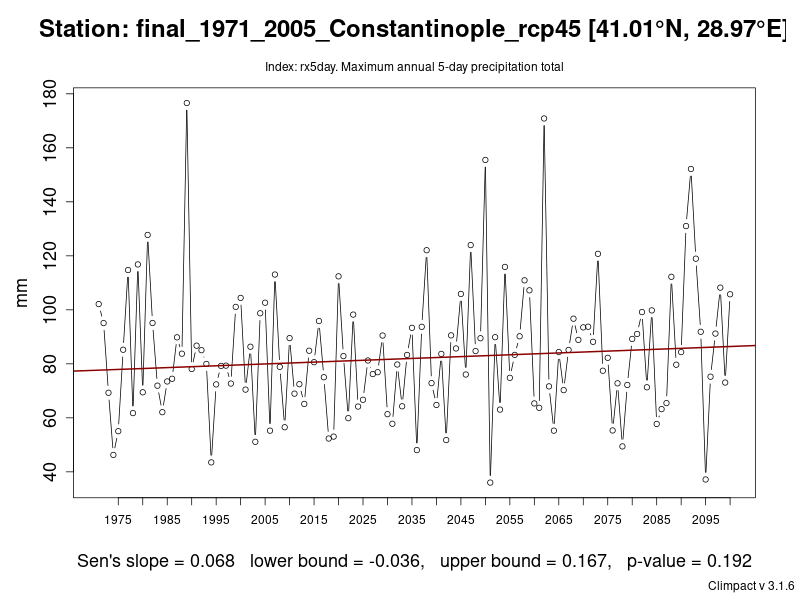 Station: final_1971_2005_Constantinople_rcp45 [41.01°N, 28.97°E]
Index: rx5day. Maximum annual 5-day precipitation total
180
160
140
120
100
80
60
40
mm
1975 1985 1995 2005 2015 2025 2035 2045 2055 2065 2075 2085 2095
Sen's slope = 0.068 lower bound = -0.036, upper bound = 0.167, p-value = 0.192
Climpact v 3.1.6